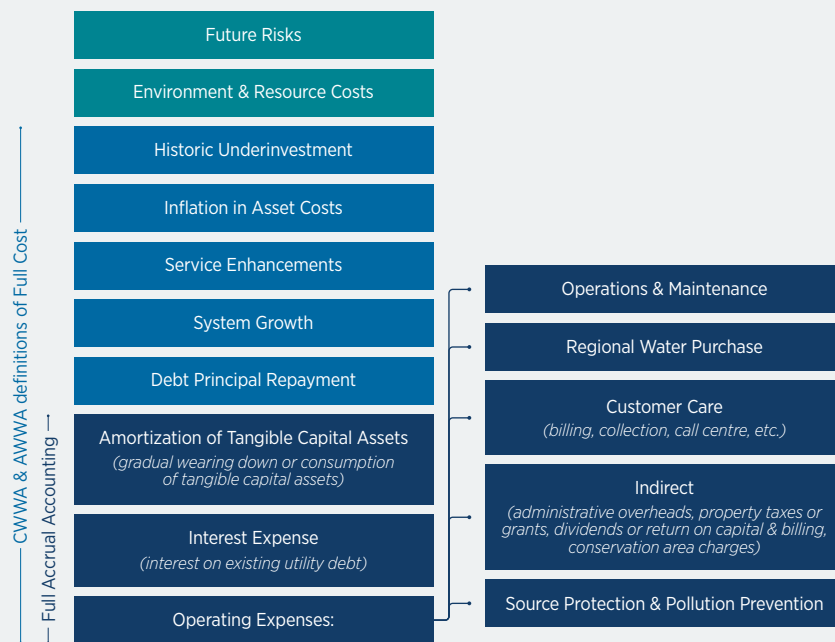 Future Risks
Environment & Resource Costs
Historic Underinvestment
Inflation in Asset Costs
Service Enhancements
System Growth
Debt Principal Repayment
Amortization of Tangible Capital Assets
(gradual wearing down or consumption
of tangible capital assets)
Interest Expense
(interest on existing utility debt)
Operating Expenses:
Operations & Maintenance
Regional Water Purchase
Customer Care
(billing, collection, call centre, etc.)
Indirect
(administrative overheads, property taxes or
grants, dividends or return on capital & billing,
conservation area charges)
Source Protection & Pollution Prevention
CWWA & AWWA definitions of Full Cost
Full Accrual Accounting